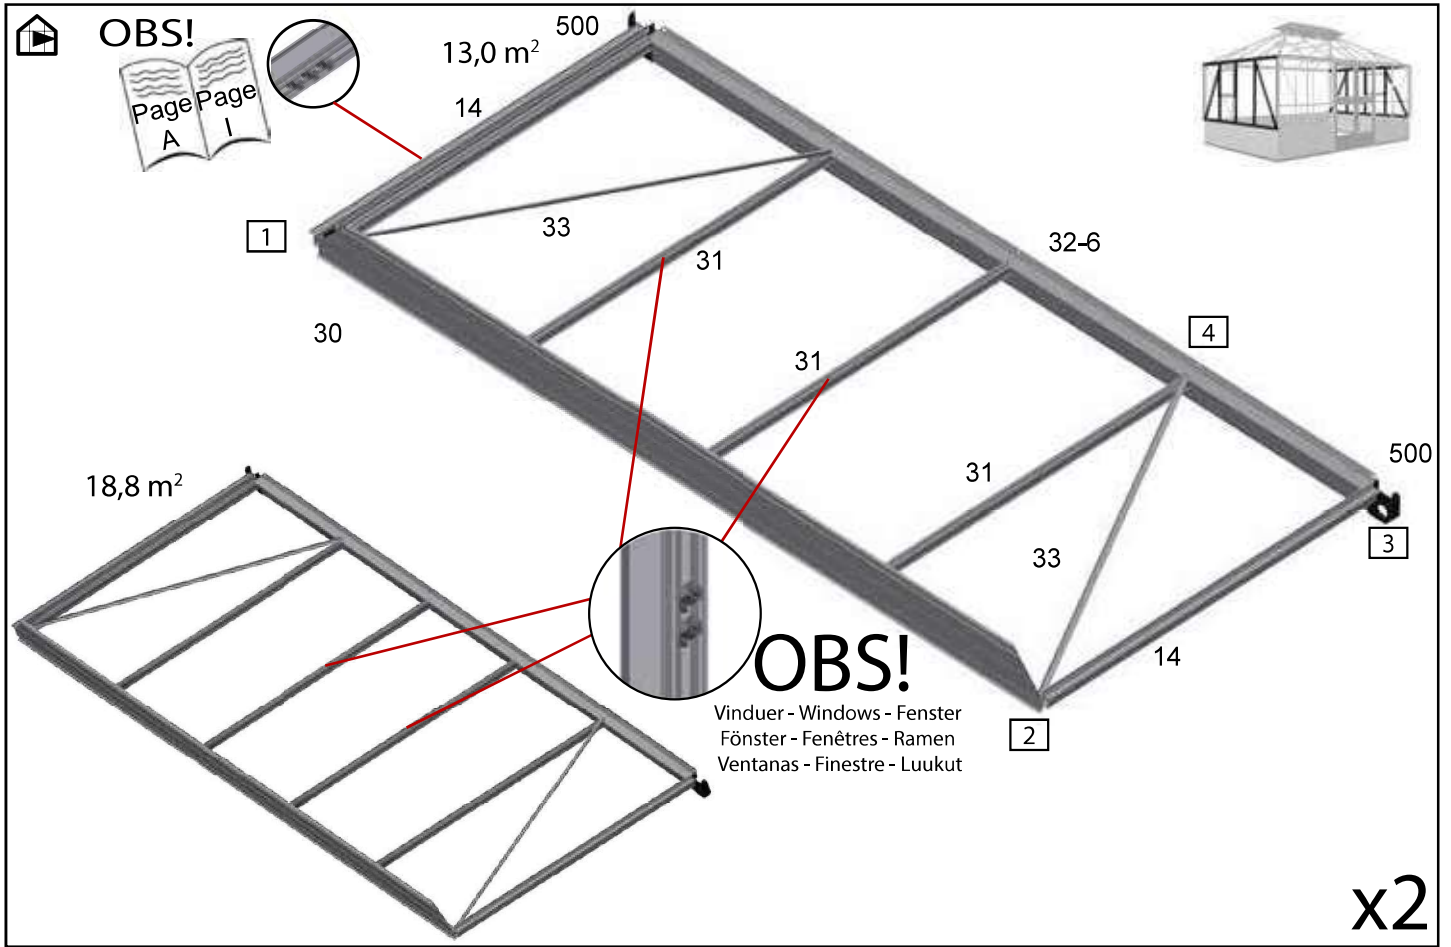 OBS!
Page A
Page I
500
13,0 m²
14
1
33
31
32-6
30
4
31
31
500
3
18,8 m²
33
14
OBS!
Vinduer - Windows - Fenster
Fönster - Fenêtres - Ramen
Ventanas - Finestre - Luukut
2
x2